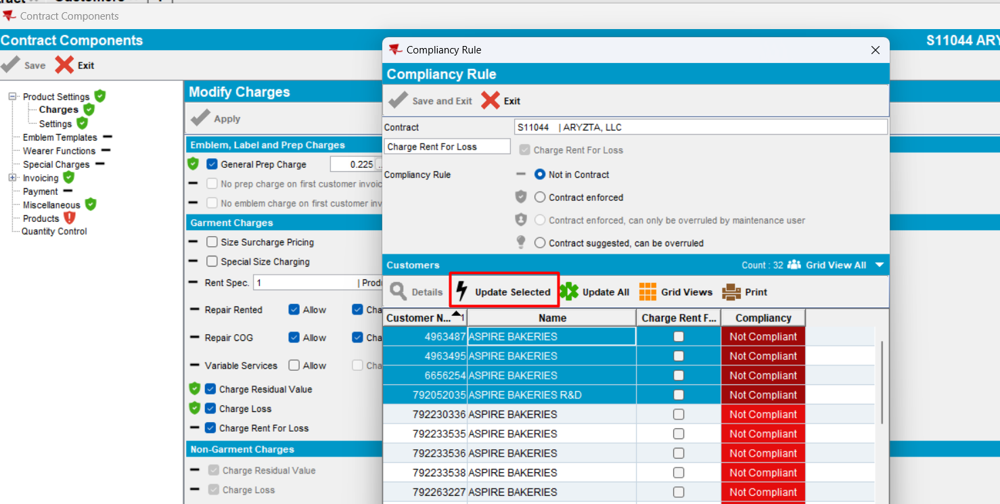 Customers
Contract Components
Contract Components
S11044 ARY
Save
Exit
Product Settings
Charges
Settings
Emblem Templates
Wearer Functions
Special Charges
Invoicing
Payment
Miscellaneous
Products
Quantity Control
Modify Charges
Apply
Emblem, Label and Prep Charges
General Prep Charge 0.225 ..
No prep charge on first customer invoic
No emblem charge on first customer inv
Garment Charges
Size Surcharge Pricing
Special Size Charging
Rent Spec. 1 | Produ
Repair Rented Allow Cha
Repair COG Allow Cha
Variable Services Allow Cha
Charge Residual Value
Charge Loss
Charge Rent For Loss
Non-Garment Charges
Charge Residual Value
Charge Loss
Compliancy Rule
Compliancy Rule
Save and Exit
Exit
Contract S11044 | ARYZTA, LLC
Charge Rent For Loss Charge Rent For Loss
Compliancy Rule Not in Contract
Contract enforced
Contract enforced, can only be overruled by maintenance user
Contract suggested, can be overruled
Customers Count : 32 Grid View All
Details Update Selected Update All Grid Views Print
Customer N... 1 Name Charge Rent F... Compliancy
4963487 ASPIRE BAKERIES Not Compliant
4963495 ASPIRE BAKERIES Not Compliant
6656254 ASPIRE BAKERIES Not Compliant
792052035 ASPIRE BAKERIES R&D Not Compliant
792230336 ASPIRE BAKERIES Not Compliant
792233535 ASPIRE BAKERIES Not Compliant
792233536 ASPIRE BAKERIES Not Compliant
792233538 ASPIRE BAKERIES Not Compliant
792263227 ASPIRE BAKERIES Not Compliant